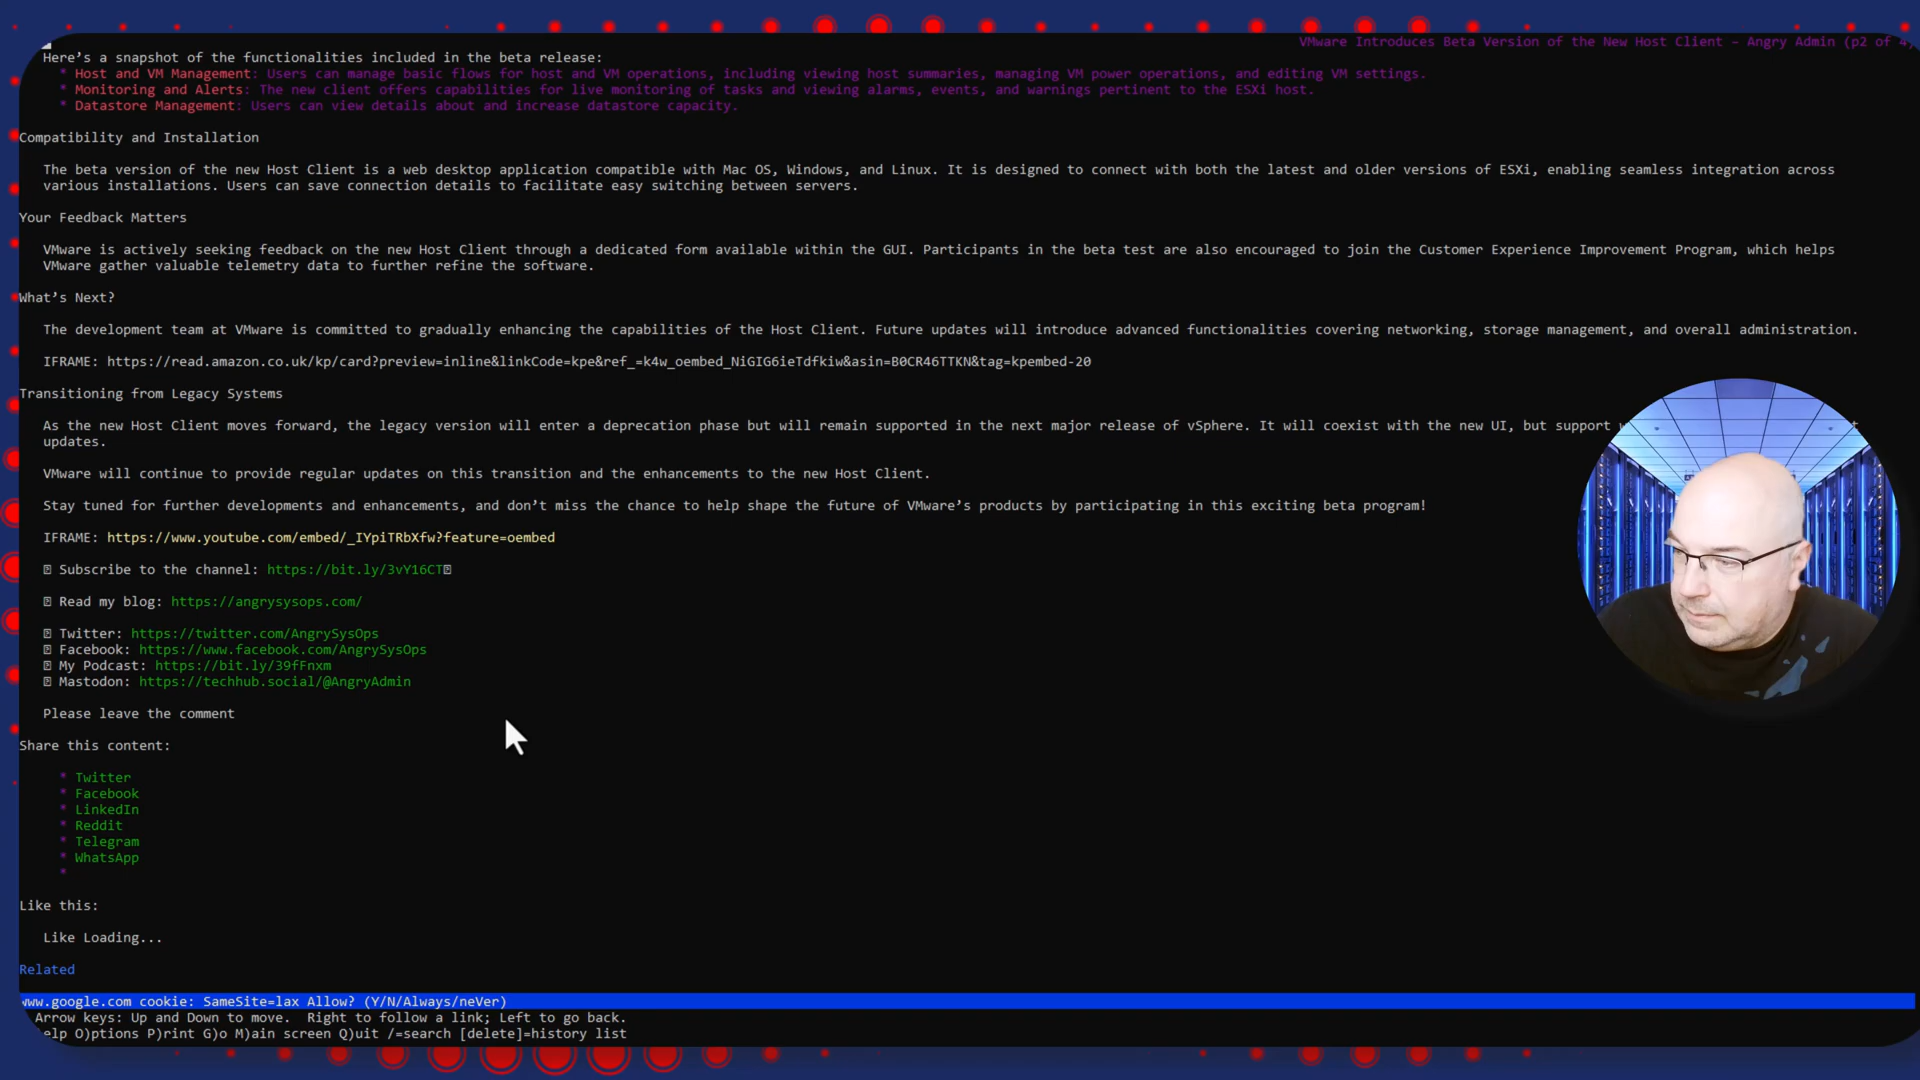 VMware Introduces Beta Version of the New Host Client – Angry Admin (p2 of 4)
Here’s a snapshot of the functionalities included in the beta release:
* Host and VM Management: Users can manage basic flows for host and VM operations, including viewing host summaries, managing VM power operations, and editing VM settings.
* Monitoring and Alerts: The new client offers capabilities for live monitoring of tasks and viewing alarms, events, and warnings pertinent to the ESXi host.
* Datastore Management: Users can view details about and increase datastore capacity.
Compatibility and Installation
The beta version of the new Host Client is a web desktop application compatible with Mac OS, Windows, and Linux. It is designed to connect with both the latest and older versions of ESXi, enabling seamless integration across
various installations. Users can save connection details to facilitate easy switching between servers.
Your Feedback Matters
VMware is actively seeking feedback on the new Host Client through a dedicated form available within the GUI. Participants in the beta test are also encouraged to join the Customer Experience Improvement Program, which helps
VMware gather valuable telemetry data to further refine the software.
What’s Next?
The development team at VMware is committed to gradually enhancing the capabilities of the Host Client. Future updates will introduce advanced functionalities covering networking, storage management, and overall administration.
IFRAME: https://read.amazon.co.uk/kp/card?preview=inline&linkCode=kpe&ref_=k4w_oembed_NiGIG6ieTdfkiw&asin=B0CR46TTKN&tag=kpembed-20
Transitioning from Legacy Systems
As the new Host Client moves forward, the legacy version will enter a deprecation phase but will remain supported in the next major release of vSphere. It will coexist with the new UI, but support
updates.
VMware will continue to provide regular updates on this transition and the enhancements to the new Host Client.
Stay tuned for further developments and enhancements, and don’t miss the chance to help shape the future of VMware’s products by participating in this exciting beta program!
IFRAME: https://www.youtube.com/embed/_IYpiTRbXfw?feature=oembed
Subscribe to the channel: https://bit.ly/3vY16CT
Read my blog: https://angrysysops.com/
Twitter: https://twitter.com/AngrySysOps
Facebook: https://www.facebook.com/AngrySysOps
My Podcast: https://bit.ly/39fFnxm
Mastodon: https://techhub.social/@AngryAdmin
Please leave the comment
Share this content:
* Twitter
* Facebook
* LinkedIn
* Reddit
* Telegram
* WhatsApp
*
Like this:
Like Loading...
Related
www.google.com cookie: SameSite=lax Allow? (Y/N/Always/neVer)
Arrow keys: Up and Down to move. Right to follow a link; Left to go back.
elp O)ptions P)rint G)o M)ain screen Q)uit /=search [delete]=history list